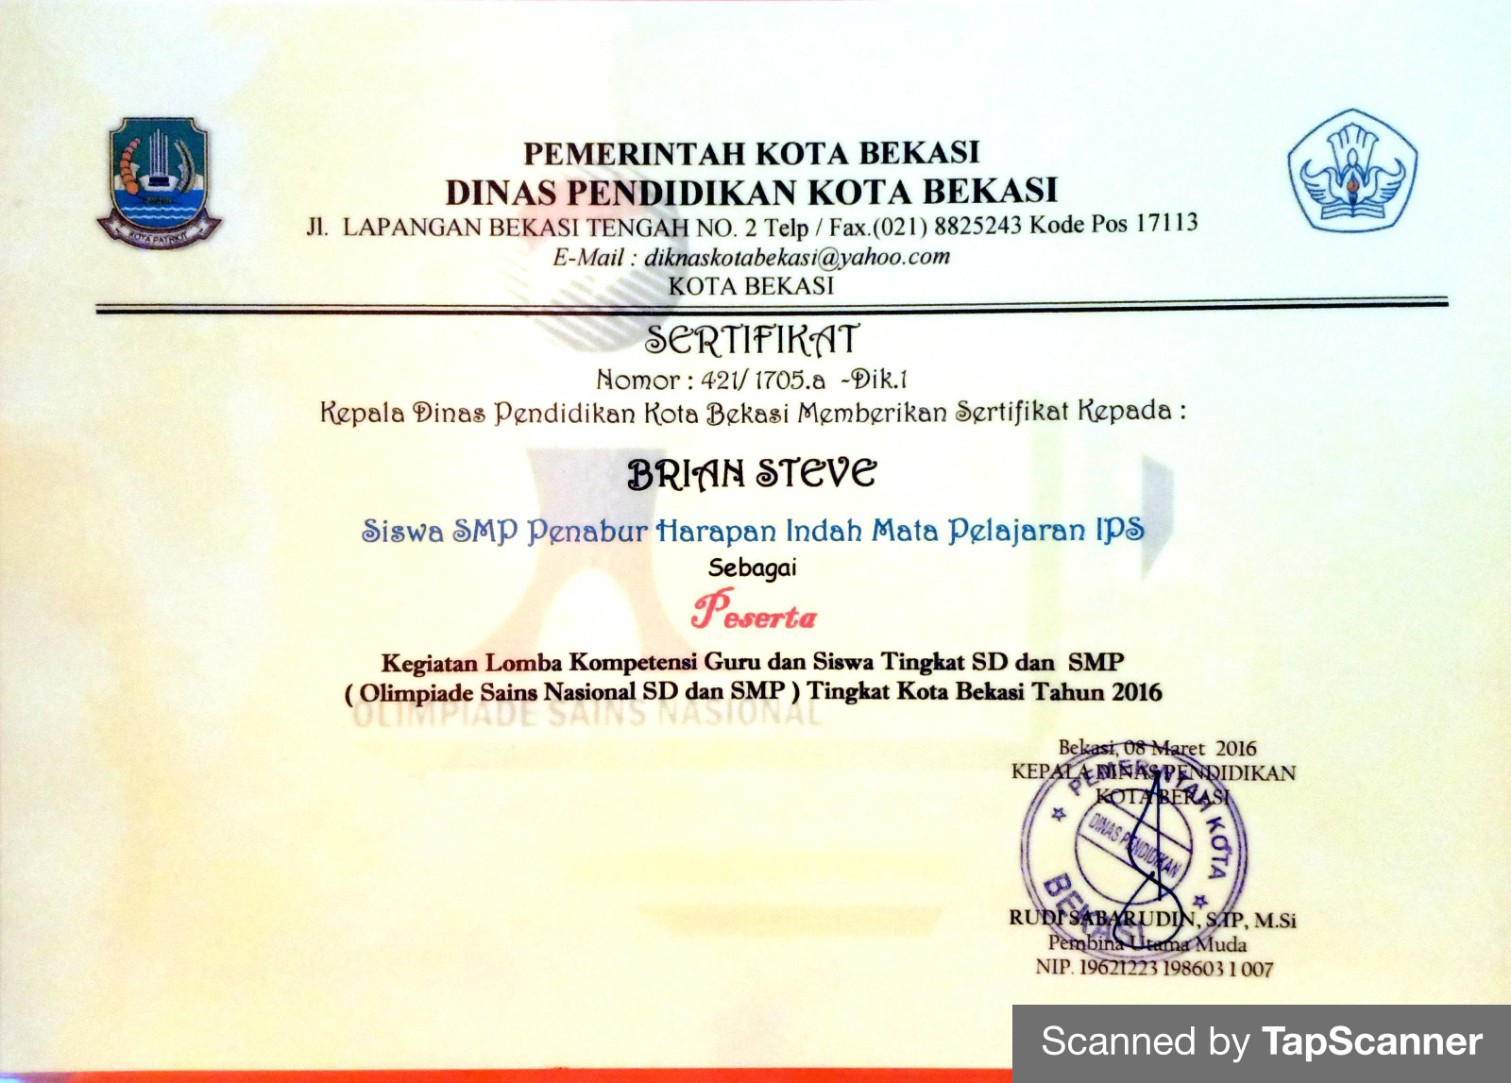 PEMERINTAH KOTA BEKASI
DINAS PENDIDIKAN KOTA BEKASI
Jl. LAPANGAN BEKASI TENGAH NO. 2 Telp / Fax.(021) 8825243 Kode Pos 17113
E-Mail : diknaskotabekasi@yahoo.com
KOTA BEKASI
KOTA PATRIOT
SERTIFIKAT
Nomor : 421/ 1705.a -Dik.1
Kepala Dinas Pendidikan Kota Bekasi Memberikan Sertifikat Kepada :
BRIAN STEVE
Siswa SMP Penabur Harapan Indah Mata Pelajaran IPS
Sebagai
Peserta
Kegiatan Lomba Kompetensi Guru dan Siswa Tingkat SD dan SMP
( Olimpiade Sains Nasional SD dan SMP ) Tingkat Kota Bekasi Tahun 2016
OLIMPIADE SAINS NASIONAL
Bekasi, 08 Maret 2016
KEPALA DINAS PENDIDIKAN
KOTA BEKASI
PEMERINTAH KOTA
DINAS PENDIDIKAN
BEKASI
RUDI SABARUDIN, S.IP, M.Si
Pembina Utama Muda
NIP. 19621223 198603 1 007
Scanned by TapScanner